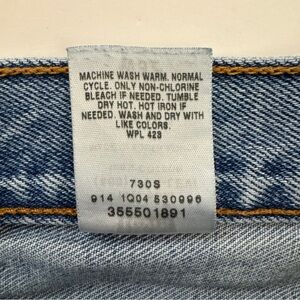 MACHINE WASH WARM. NORMAL
CYCLE. ONLY NON-CHLORINE
BLEACH IF NEEDED. TUMBLE
DRY HOT. HOT IRON IF
NEEDED. WASH AND DRY WITH
LIKE COLORS.
WPL 423
730S
914 1Q04 530996
355501891